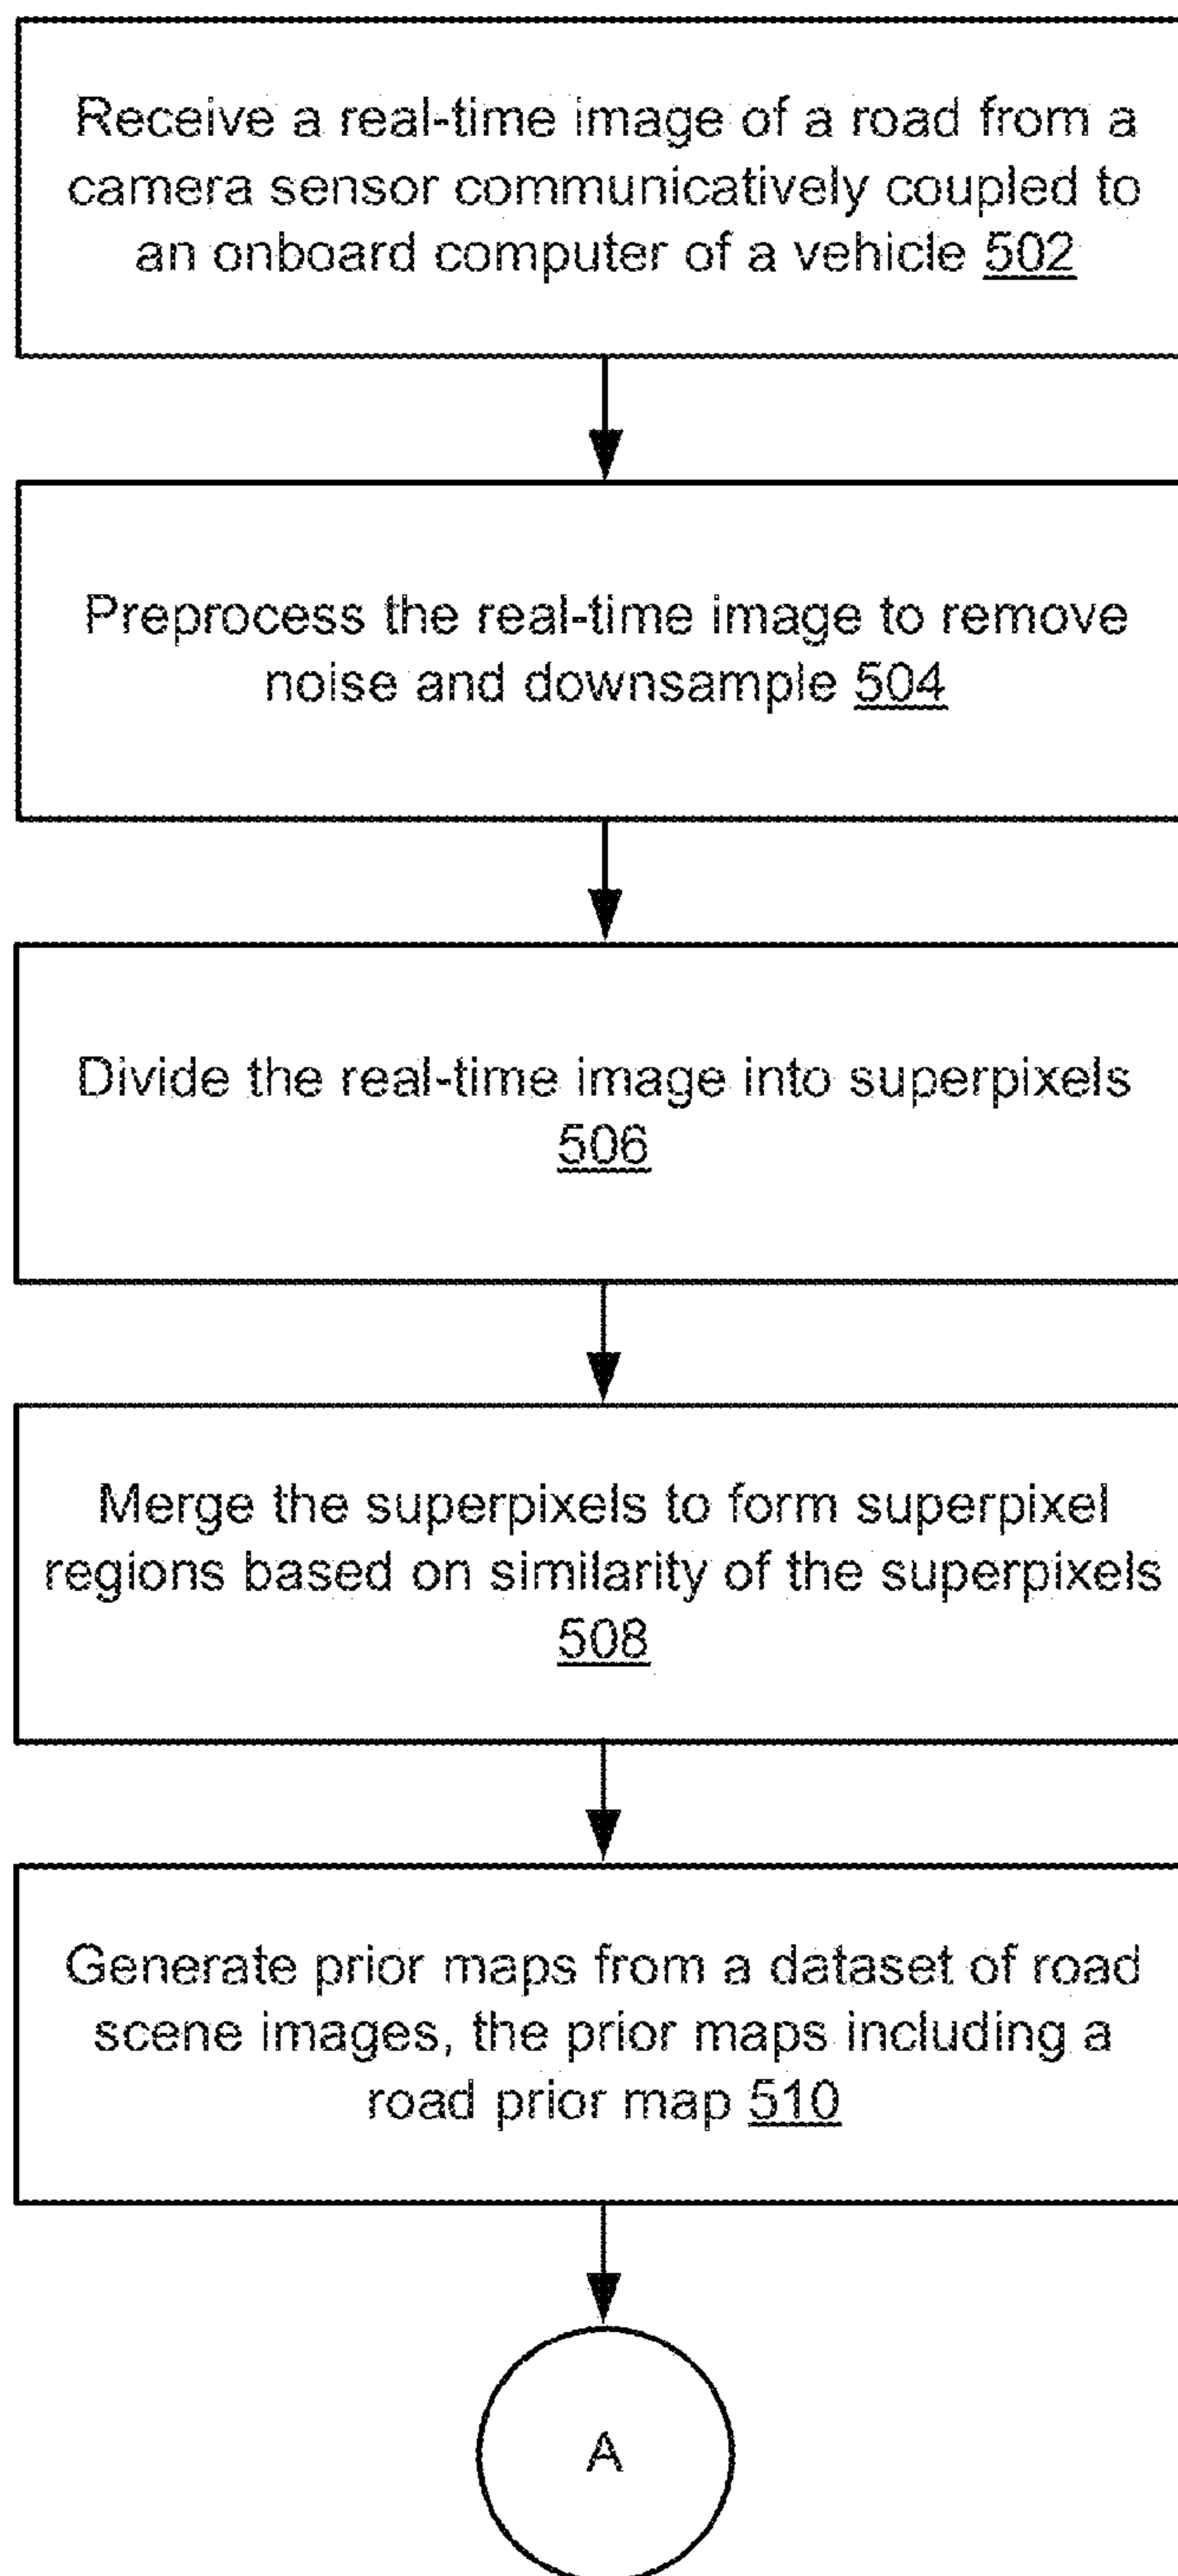 Receive a real-time image of a road from a
camera sensor communicatively coupled to
an onboard computer of a vehicle 502
Preprocess the real-time image to remove
noise and downsample 504
Divide the real-time image into superpixels
506
Merge the superpixels to form superpixel
regions based on similarity of the superpixels
508
Generate prior maps from a dataset of road
scene images, the prior maps including a
road prior map 510
A